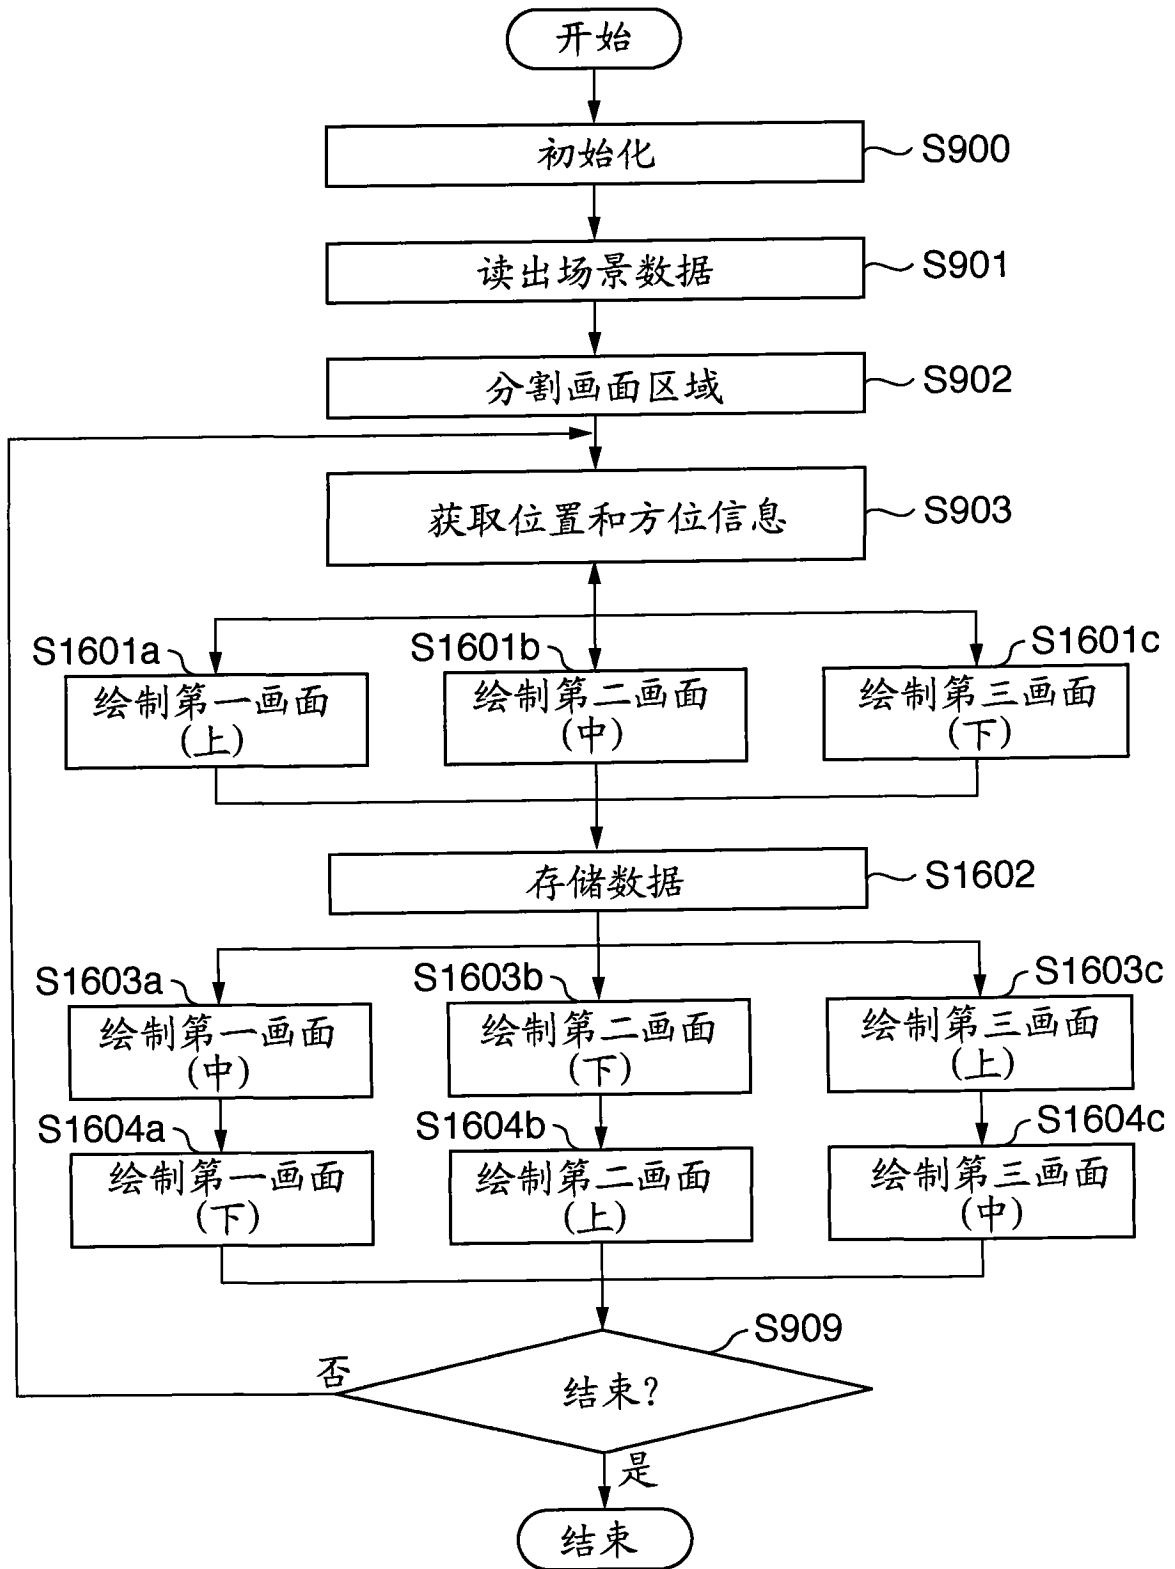 开始
初始化
S900
读出场景数据
S901
分割画面区域
S902
获取位置和方位信息
S903
S1601a
S1601b
S1601c
绘制第一画面
(上)
绘制第二画面
(中)
绘制第三画面
(下)
存储数据
S1602
S1603a
S1603b
S1603c
绘制第一画面
(中)
绘制第二画面
(下)
绘制第三画面
(上)
S1604a
S1604b
S1604c
绘制第一画面
(下)
绘制第二画面
(上)
绘制第三画面
(中)
S909
否
结束?
是
结束